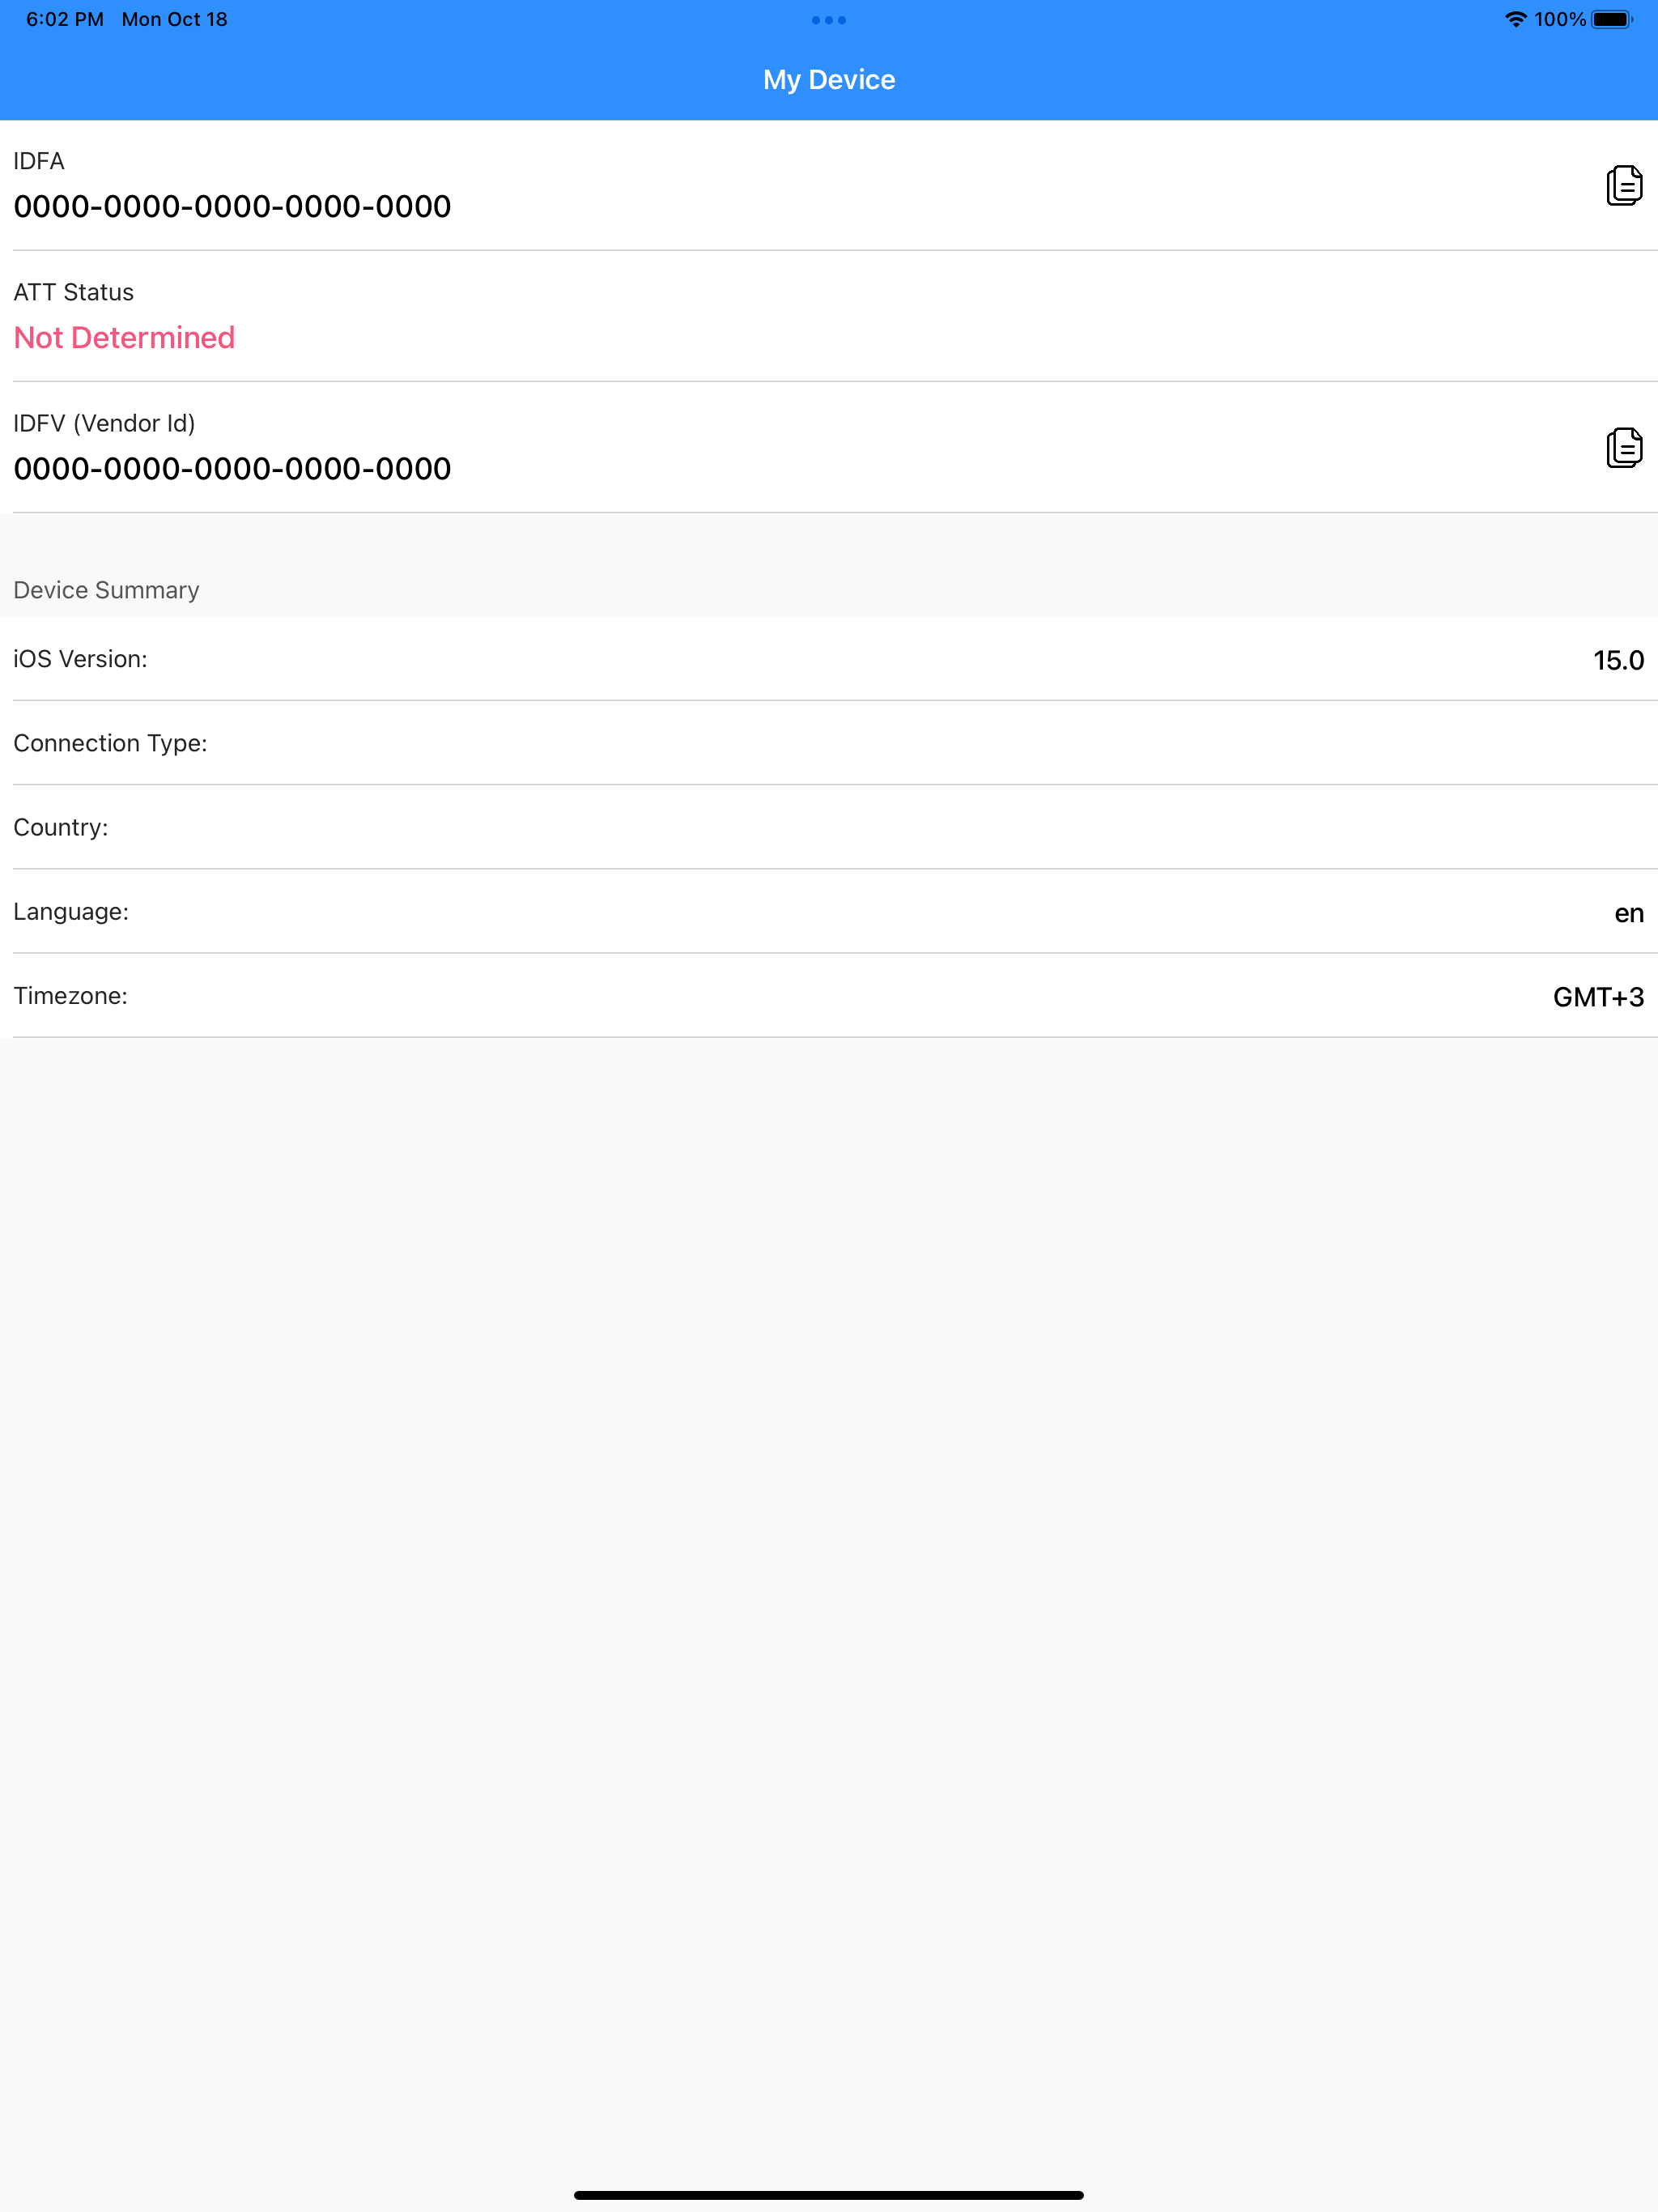 6:02 PM Mon Oct 18
100%
My Device
IDFA
0000-0000-0000-0000-0000
ATT Status
Not Determined
IDFV (Vendor Id)
0000-0000-0000-0000-0000
Device Summary
iOS Version: 15.0
Connection Type:
Country:
Language: en
Timezone: GMT+3